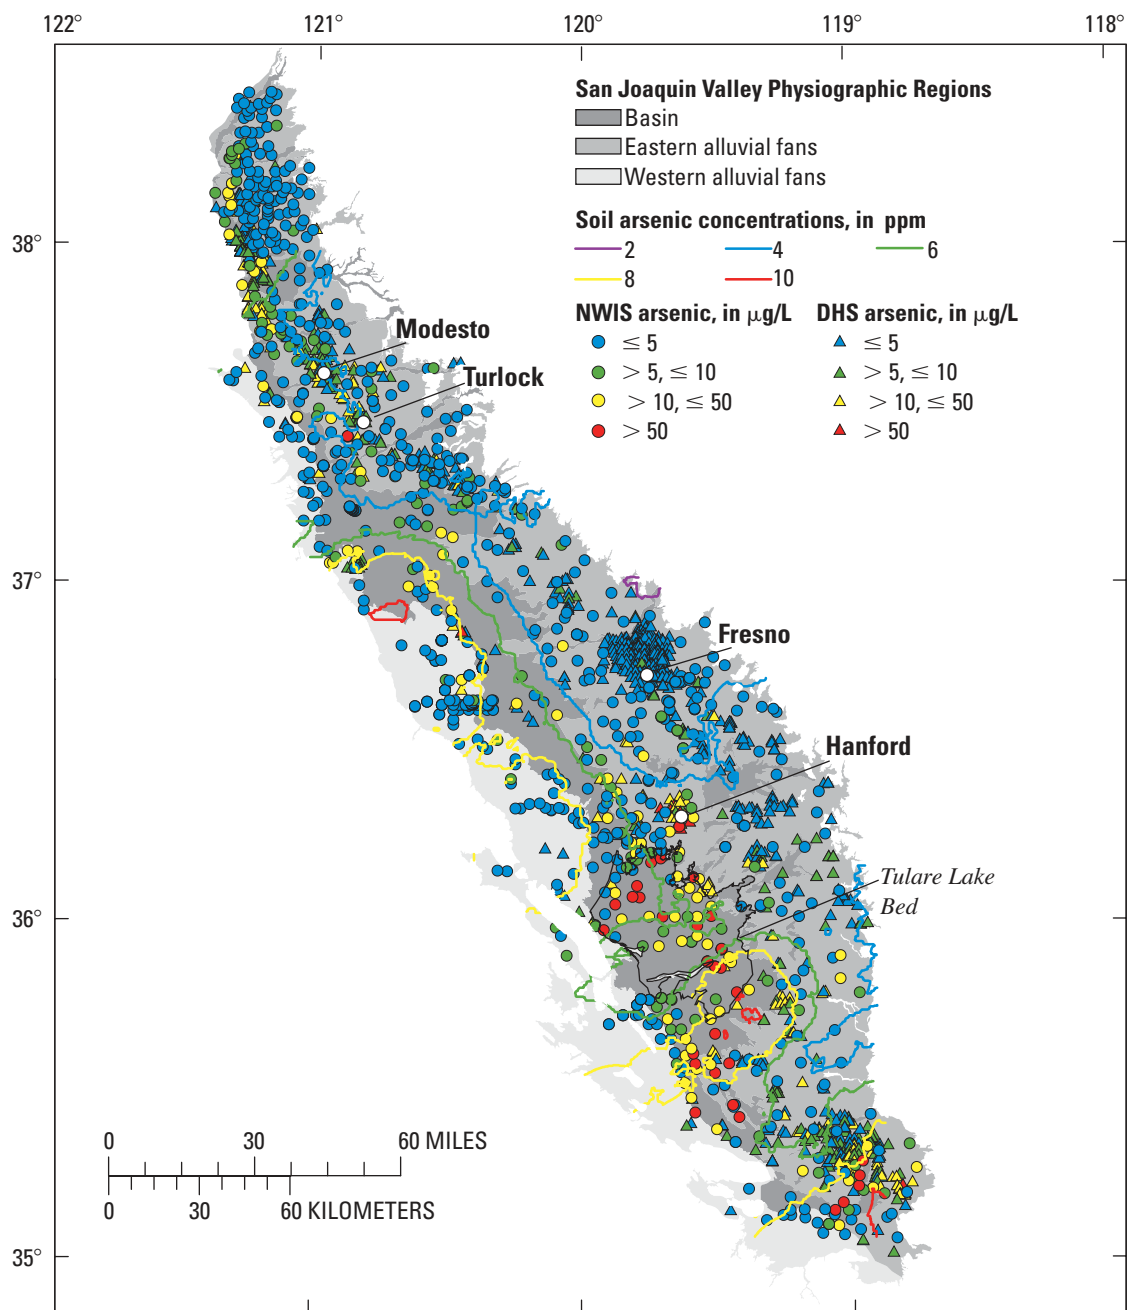 122° 121° 120° 119° 118°
San Joaquin Valley Physiographic Regions
Basin
Eastern alluvial fans
Western alluvial fans
Soil arsenic concentrations, in ppm
2 4 6
8 10
NWIS arsenic, in μg/L DHS arsenic, in μg/L
≤ 5 ≤ 5
> 5, ≤ 10 > 5, ≤ 10
> 10, ≤ 50 > 10, ≤ 50
> 50 > 50
38°
Modesto
Turlock
37°
Fresno
Hanford
Tulare Lake
Bed
36°
0 30 60 MILES
0 30 60 KILOMETERS
35°